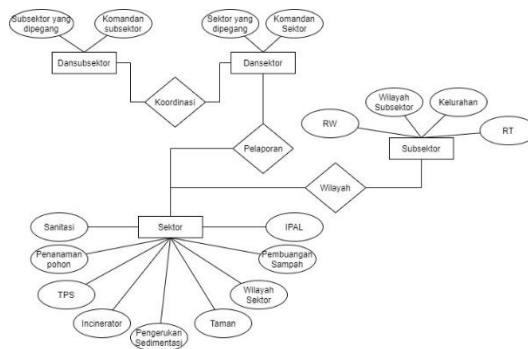 Subsektor yang
dipegang
Komandan
subsektor
Sektor yang
dipegang
Komandan
Sektor
Dansubsektor
Dansektor
Koordinasi
Wilayah
Subsektor
Kelurahan
RW
RT
Subsektor
Pelaporan
Wilayah
Sanitasi
Sektor
IPAL
Penanaman
pohon
Pembuangan
Sampah
TPS
Wilayah
Sektor
Incinerator
Pengerukan
Sedimentasi
Taman